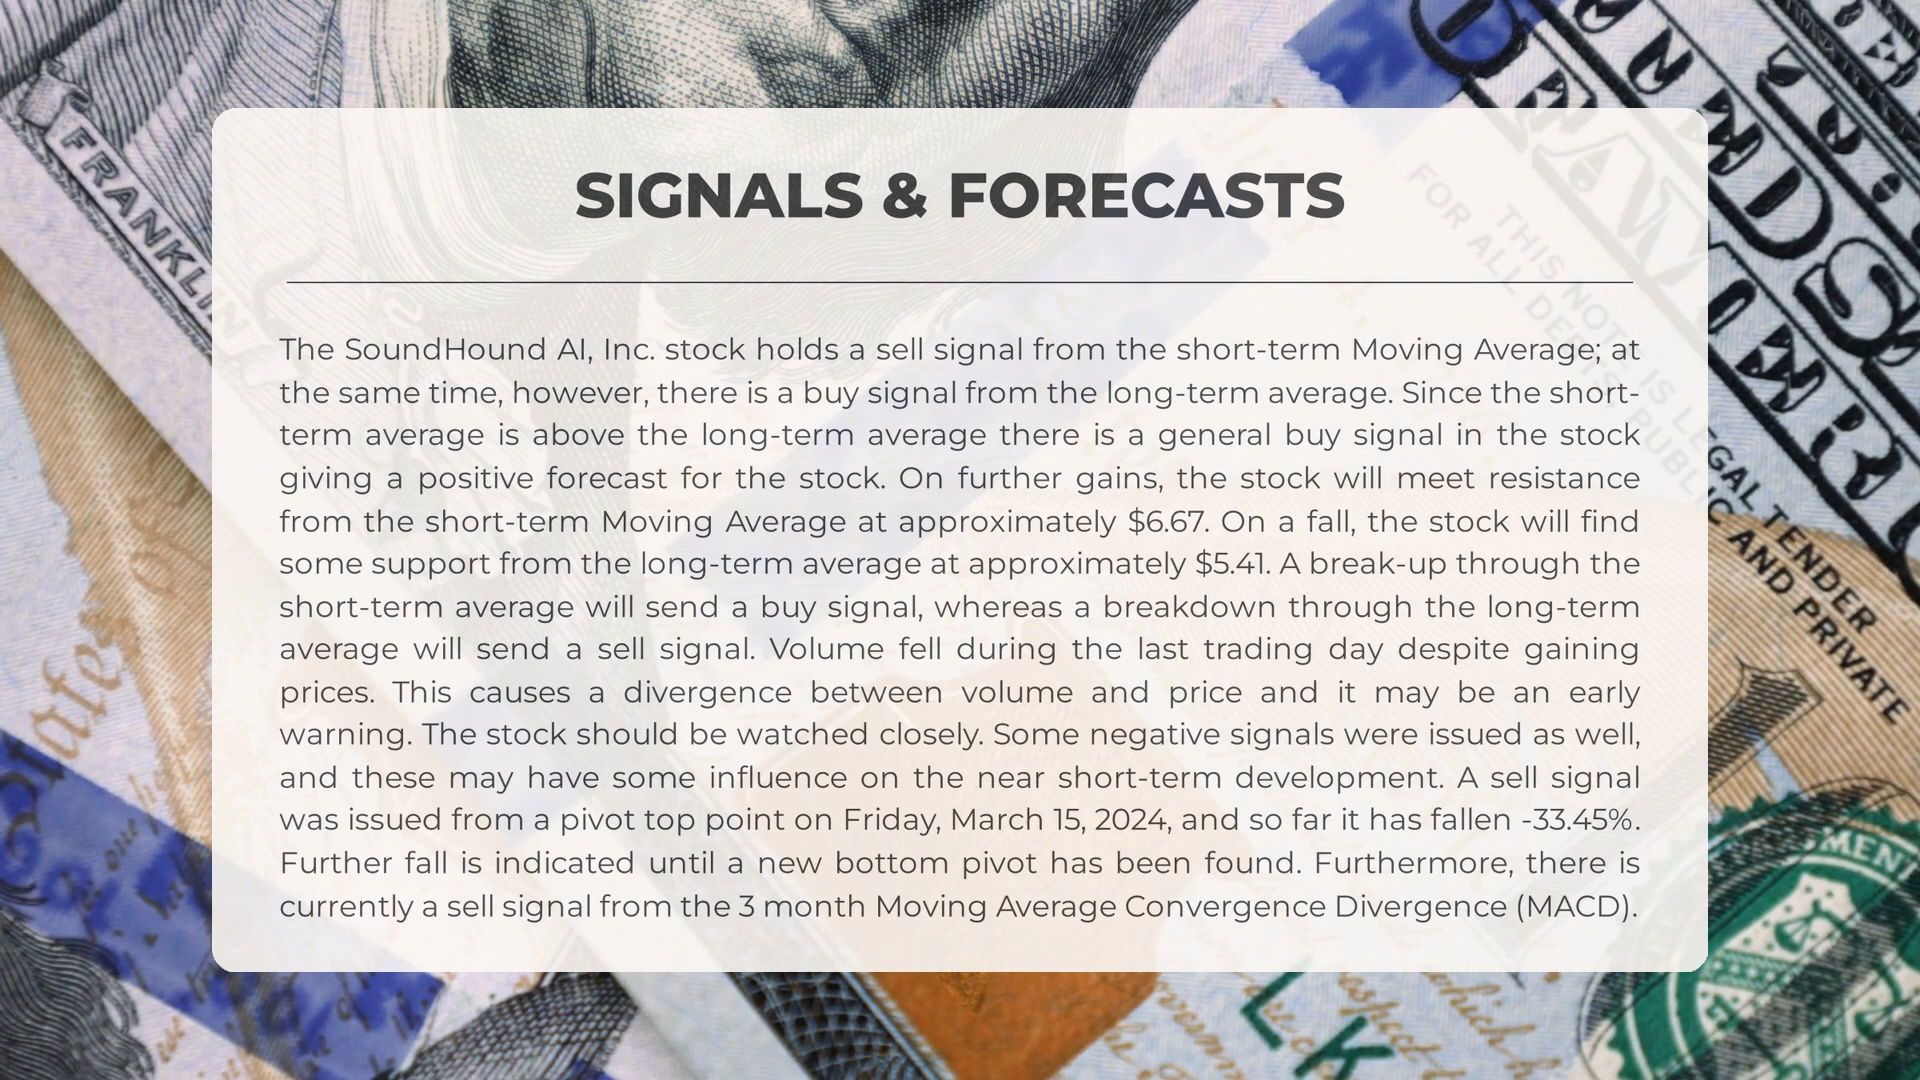 SIGNALS & FORECASTS
The SoundHound AI, Inc. stock holds a sell signal from the short-term Moving Average; at
the same time, however, there is a buy signal from the long-term average. Since the short-
term average is above the long-term average there is a general buy signal in the stock
giving a positive forecast for the stock. On further gains, the stock will meet resistance
from the short-term Moving Average at approximately $6.67. On a fall, the stock will find
some support from the long-term average at approximately $5.41. A break-up through the
short-term average will send a buy signal, whereas a breakdown through the long-term
average will send a sell signal. Volume fell during the last trading day despite gaining
prices. This causes a divergence between volume and price and it may be an early
warning. The stock should be watched closely. Some negative signals were issued as well,
and these may have some influence on the near short-term development. A sell signal
was issued from a pivot top point on Friday, March 15, 2024, and so far it has fallen -33.45%.
Further fall is indicated until a new bottom pivot has been found. Furthermore, there is
currently a sell signal from the 3 month Moving Average Convergence Divergence (MACD).
FRANKLIN
THIS NOTE IS LEGAL TENDER
FOR ALL DEBTS, PUBLIC AND PRIVATE